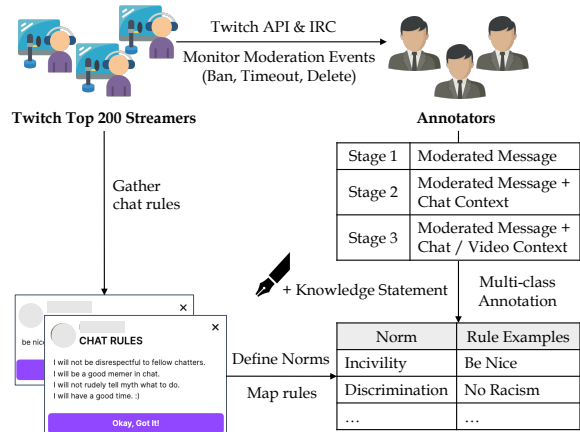 Twitch API & IRC
Monitor Moderation Events
(Ban, Timeout, Delete)
Twitch Top 200 Streamers
Annotators
Stage 1 Moderated Message
Stage 2 Moderated Message +
Chat Context
Stage 3 Moderated Message +
Chat / Video Context
Gather
chat rules
+ Knowledge Statement
Multi-class
Annotation
be nic
CHAT RULES
I will not be disrespectful to fellow chatters.
I will be a good memer in chat.
I will not rudely tell myth what to do.
I will have a good time. :)
Okay, Got It!
Define Norms
Map rules
Norm Rule Examples
Incivility Be Nice
Discrimination No Racism
... ...